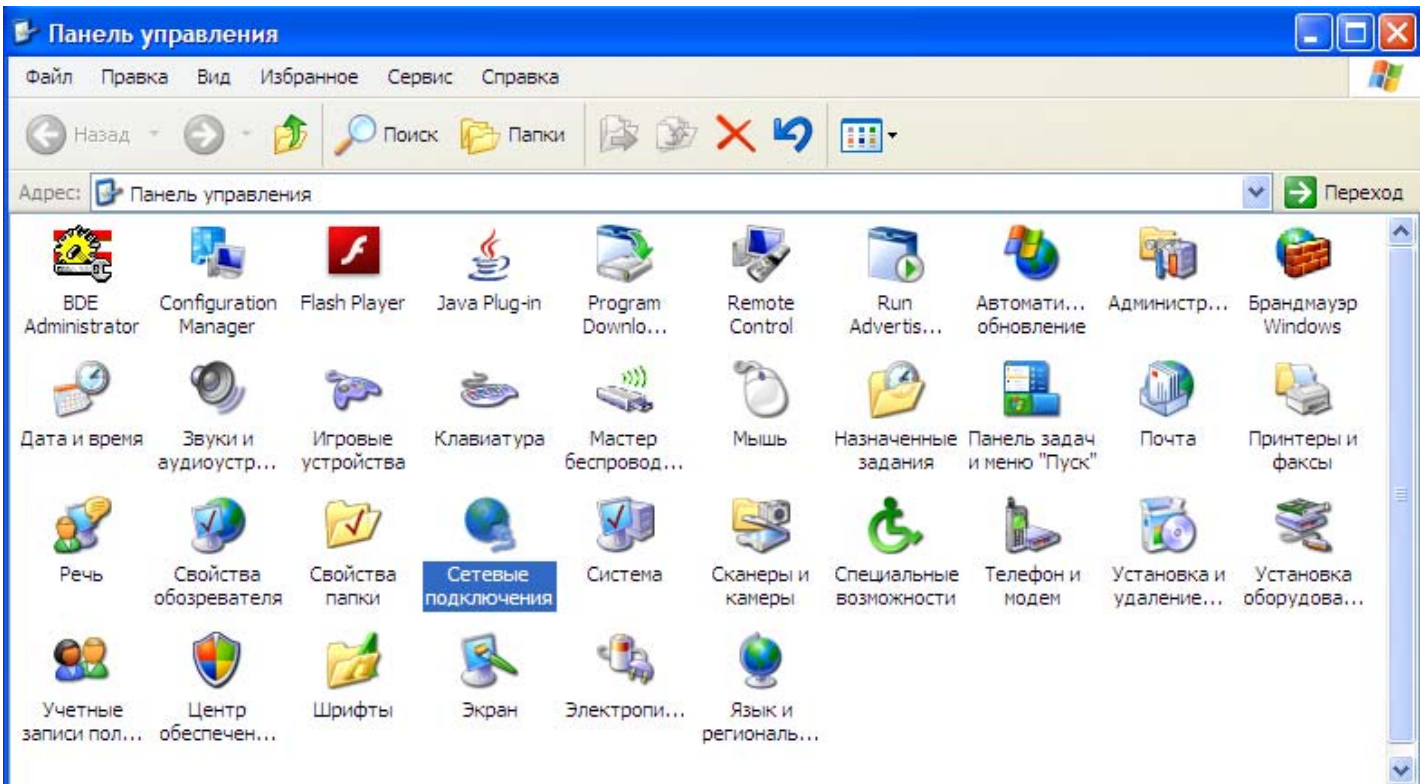 Панель управления
Файл Правка Вид Избранное Сервис Справка
Назад Поиск Папки
Адрес: Панель управления Переход
BDE Configuration Flash Player Java Plug-in Program Remote Run Автомати... Администр... Брандмауэр
Administrator Manager Downlo... Control Advertis... обновление Windows
Дата и время Звуки и Игровые Клавиатура Мастер Мышь Назначенные Панель задач Почта Принтеры и
аудиоустр... устройства беспровод... задания и меню "Пуск" факсы
Речь Свойства Свойства Сетевые Система Сканеры и Специальные Телефон и Установка и Установка
обозревателя папки подключения камеры возможности модем удаление... оборудова...
Учетные Центр Шрифты Экран Электропи... Язык и
записи пол... обеспечен... региональ...